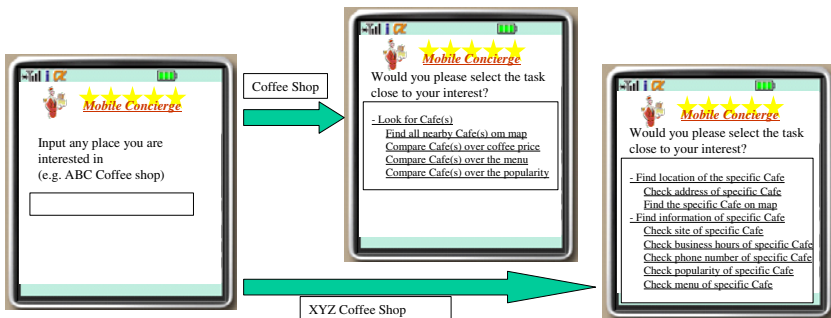 Mobile Concierge
Input any place you are
interested in
(e.g. ABC Coffee shop)
Coffee Shop
Mobile Concierge
Would you please select the task
close to your interest?
- Look for Cafe(s)
Find all nearby Cafe(s) om map
Compare Cafe(s) over coffee price
Compare Cafe(s) over the menu
Compare Cafe(s) over the popularity
XYZ Coffee Shop
Mobile Concierge
Would you please select the task
close to your interest?
- Find location of the specific Cafe
Check address of specific Cafe
Find the specific Cafe on map
- Find information of specific Cafe
Check site of specific Cafe
Check business hours of specific Cafe
Check phone number of specific Cafe
Check popularity of specific Cafe
Check menu of specific Cafe